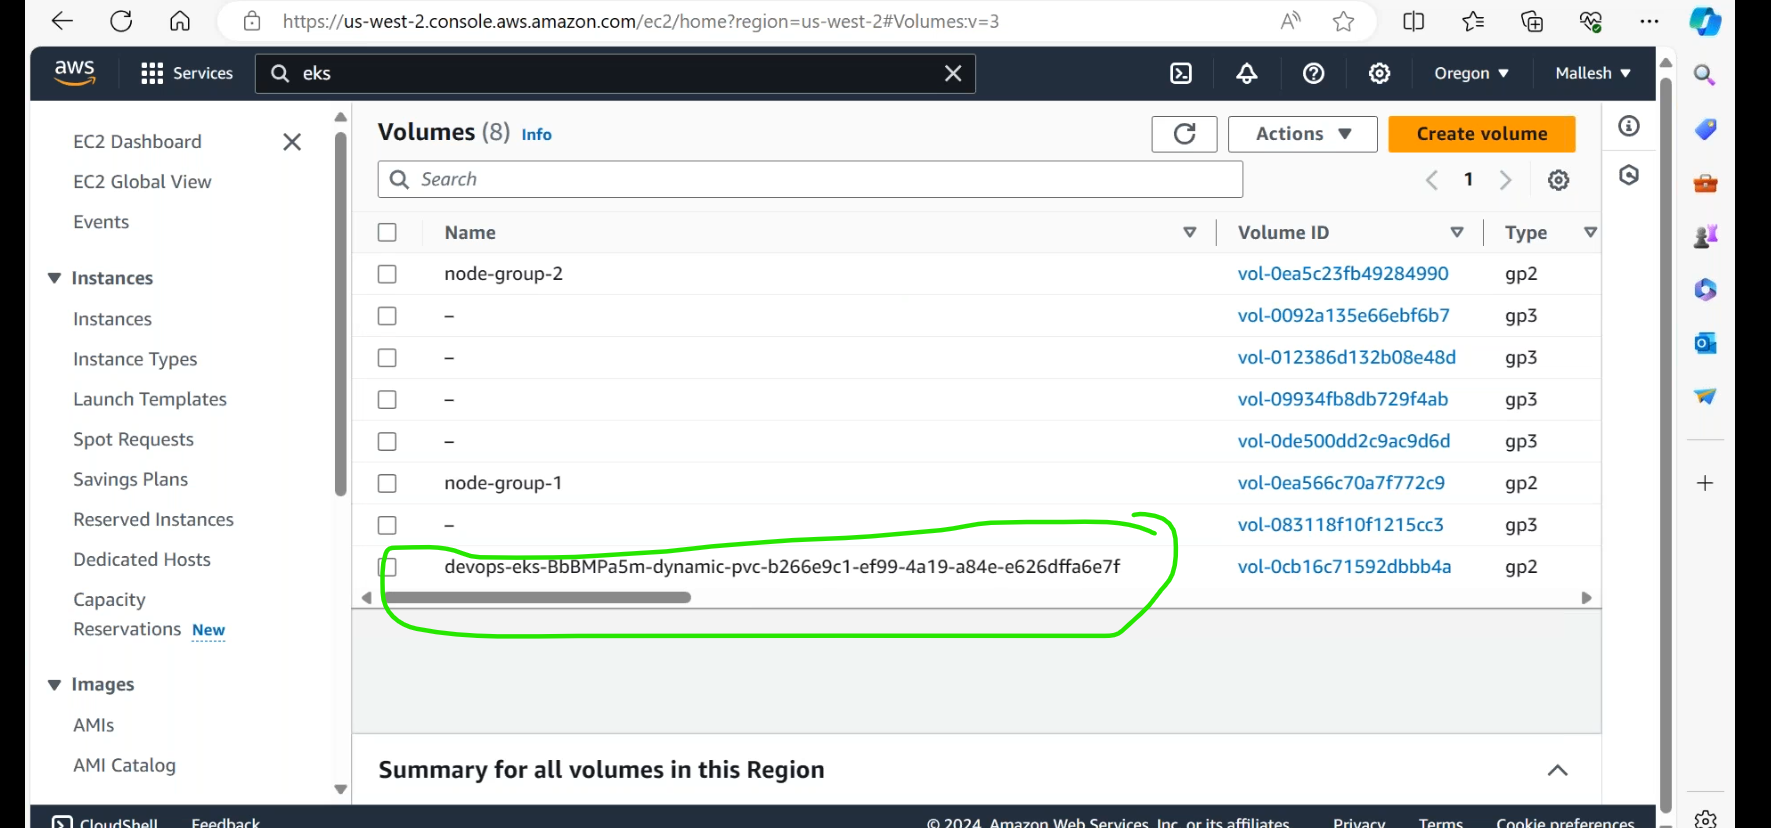 https://us-west-2.console.aws.amazon.com/ec2/home?region=us-west-2#Volumes:v=3
aws
Services
eks
Oregon
Mallesh
EC2 Dashboard
EC2 Global View
Events
Instances
Instances
Instance Types
Launch Templates
Spot Requests
Savings Plans
Reserved Instances
Dedicated Hosts
Capacity
Reservations New
Images
AMIs
AMI Catalog
Volumes (8) Info
Actions
Create volume
Search
1
Name Volume ID Type
node-group-2 vol-0ea5c23fb49284990 gp2
– vol-0092a135e66ebf6b7 gp3
– vol-012386d132b08e48d gp3
– vol-09934fb8db729f4ab gp3
– vol-0de500dd2c9ac9d6d gp3
node-group-1 vol-0ea566c70a7f772c9 gp2
– vol-083118f10f1215cc3 gp3
devops-eks-BbBMPa5m-dynamic-pvc-b266e9c1-ef99-4a19-a84e-e626dffa6e7f vol-0cb16c71592dbbb4a gp2
Summary for all volumes in this Region
CloudShell Feedback © 2024, Amazon Web Services, Inc. or its affiliates. Privacy Terms Cookie preferences